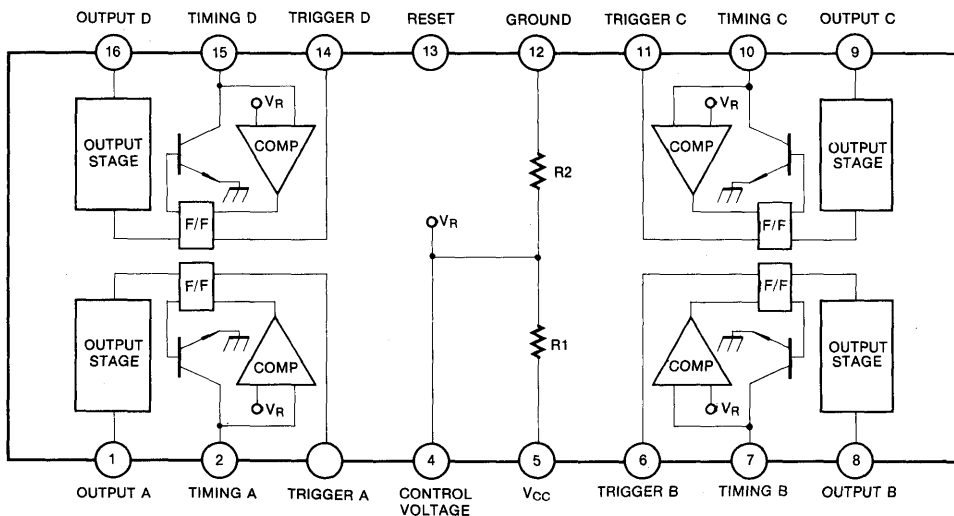 OUTPUT D TIMING D TRIGGER D RESET GROUND TRIGGER C TIMING C OUTPUT C
16 15 14 13 12 11 10 9
VR VR
OUTPUT STAGE COMP COMP OUTPUT STAGE
R2
F/F VR F/F
F/F F/F
OUTPUT STAGE COMP R1 COMP OUTPUT STAGE
VR VR
1 2 4 5 6 7 8
OUTPUT A TIMING A TRIGGER A CONTROL VOLTAGE VCC TRIGGER B TIMING B OUTPUT B